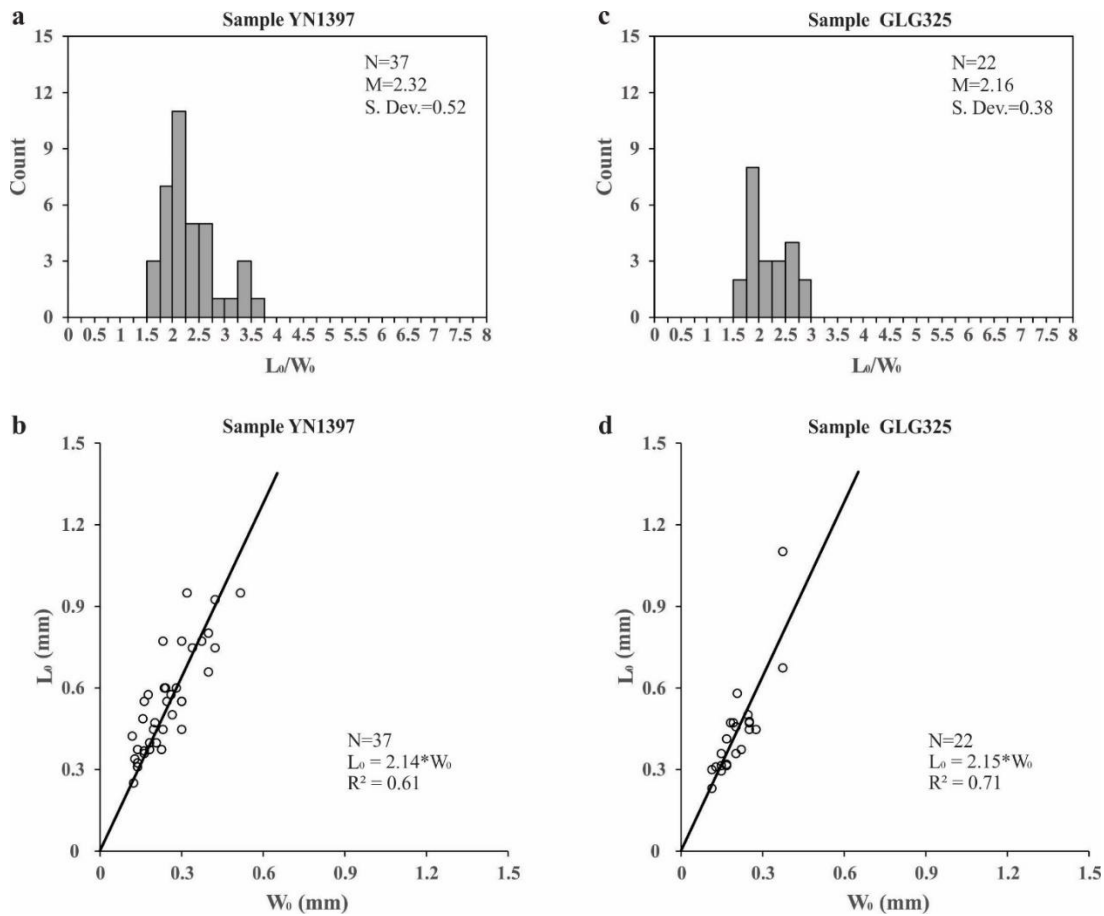 a
Sample YN1397
15
12
9
6
3
0
Count
N=37
M=2.32
S. Dev.=0.52
0 0.5 1 1.5 2 2.5 3 3.5 4 4.5 5 5.5 6 6.5 7 7.5 8
L₀/W₀
c
Sample GLG325
15
12
9
6
3
0
Count
N=22
M=2.16
S. Dev.=0.38
0 0.5 1 1.5 2 2.5 3 3.5 4 4.5 5 5.5 6 6.5 7 7.5 8
L₀/W₀
b
Sample YN1397
1.5
1.2
0.9
0.6
0.3
0
L₀ (mm)
N=37
L₀ = 2.14*W₀
R² = 0.61
0 0.3 0.6 0.9 1.2 1.5
W₀ (mm)
d
Sample GLG325
1.5
1.2
0.9
0.6
0.3
0
L₀ (mm)
N=22
L₀ = 2.15*W₀
R² = 0.71
0 0.3 0.6 0.9 1.2 1.5
W₀ (mm)